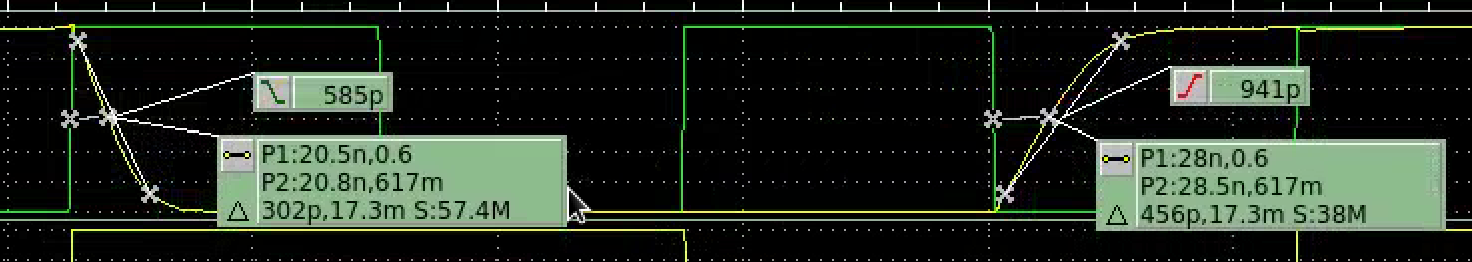 585p
P1:20.5n,0.6
P2:20.8n,617m
△ 302p,17.3m S:57.4M
941p
P1:28n,0.6
P2:28.5n,617m
△ 456p,17.3m S:38M